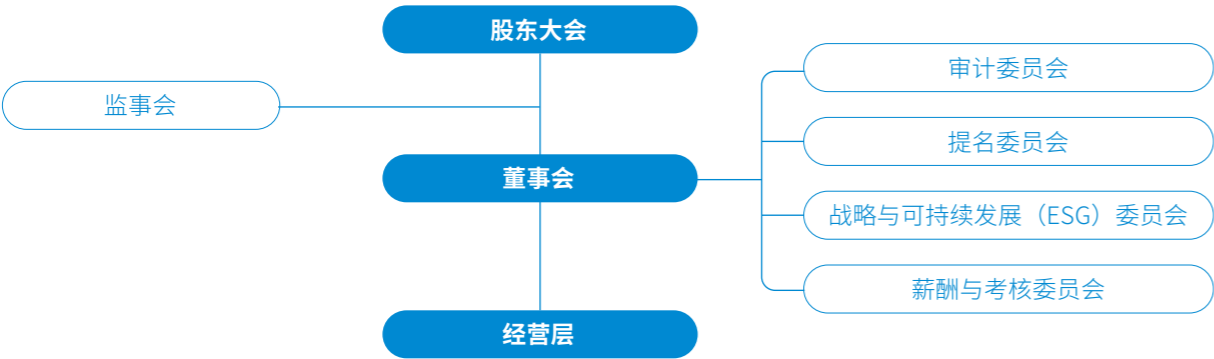 股东大会
监事会
董事会
经营层
审计委员会
提名委员会
战略与可持续发展（ESG）委员会
薪酬与考核委员会